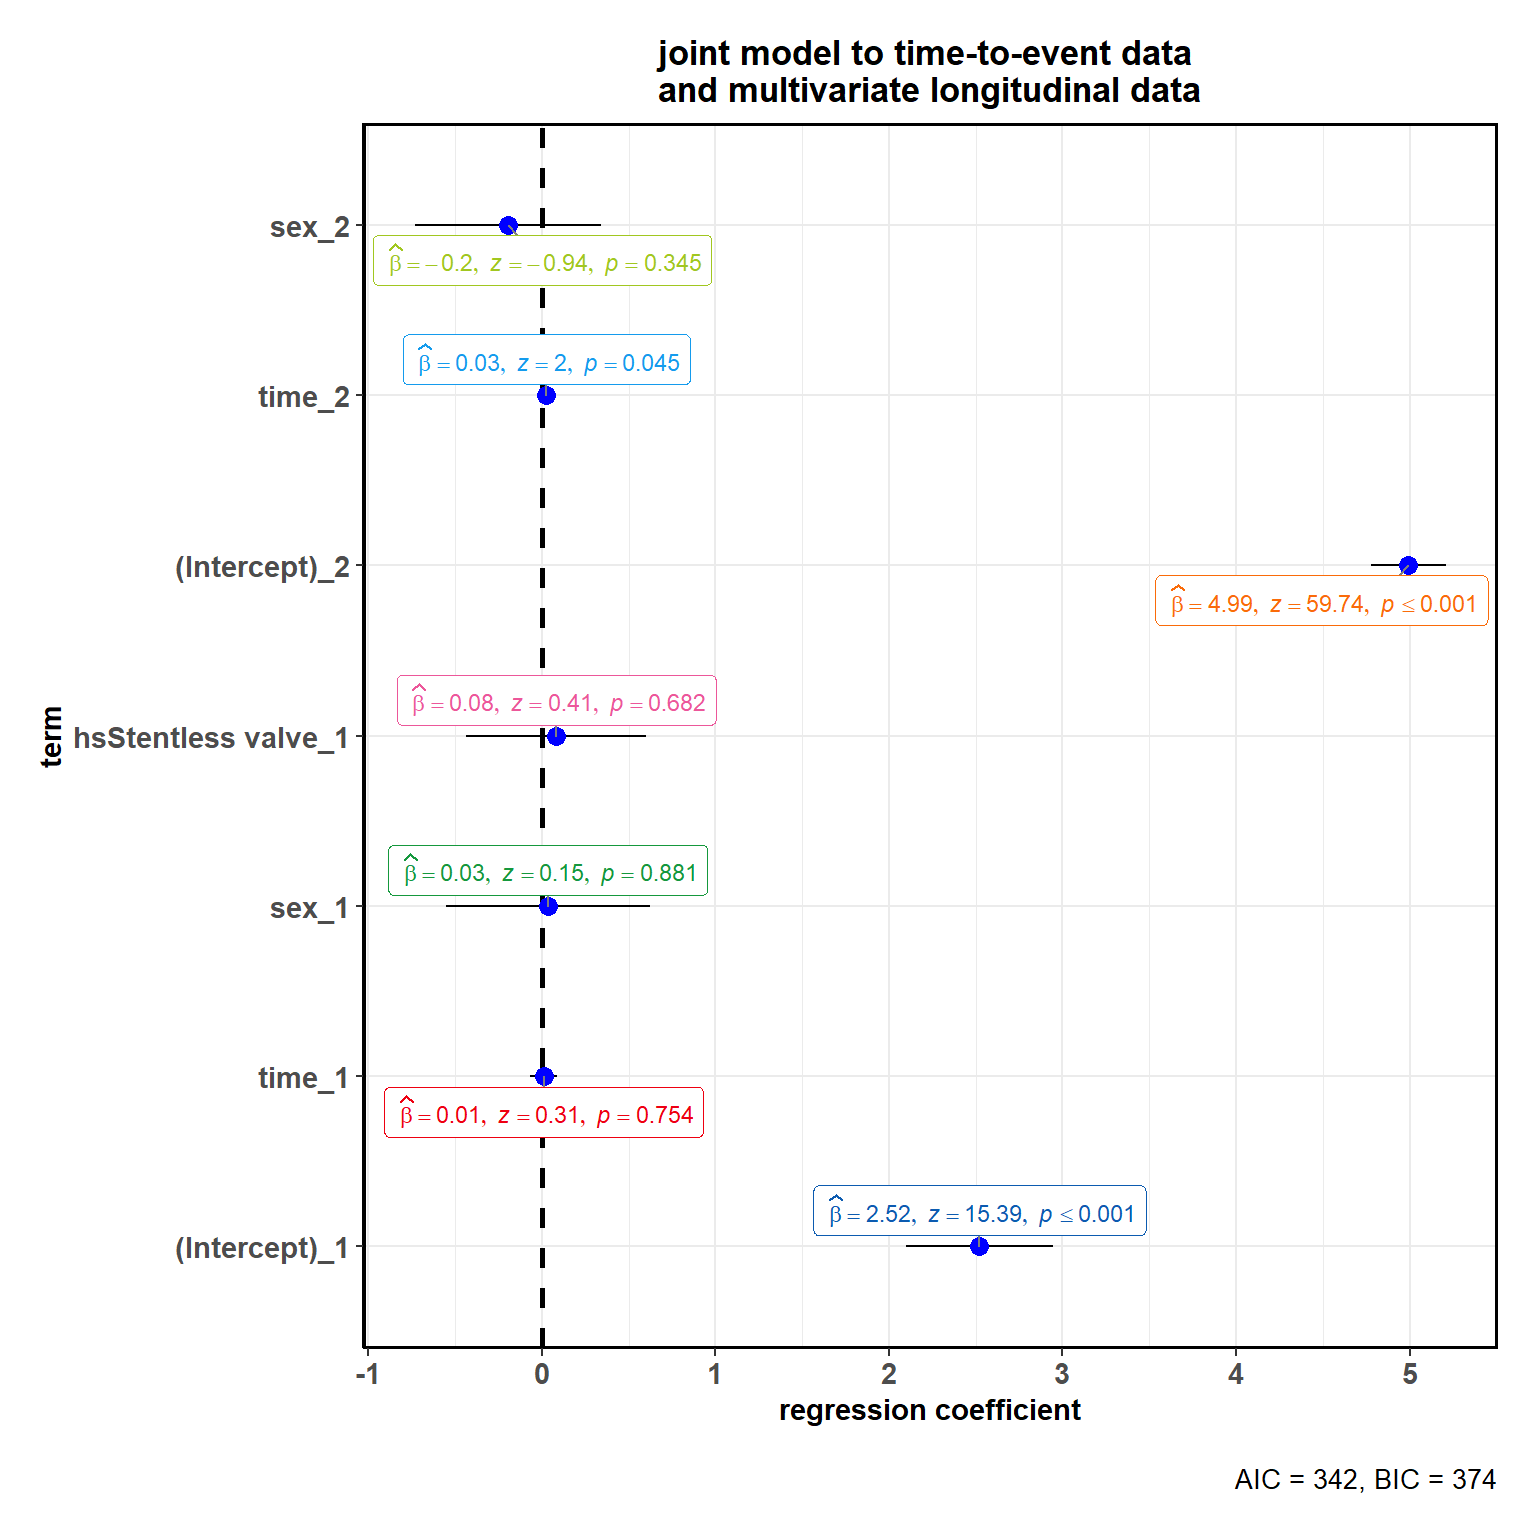 joint model to time-to-event data
and multivariate longitudinal data
sex_2
β̂ = −0.2, z = −0.94, p = 0.345
β̂ = 0.03, z = 2, p = 0.045
time_2
(Intercept)_2
β̂ = 4.99, z = 59.74, p ≤ 0.001
β̂ = 0.08, z = 0.41, p = 0.682
term
hsStentless valve_1
β̂ = 0.03, z = 0.15, p = 0.881
sex_1
time_1
β̂ = 0.01, z = 0.31, p = 0.754
β̂ = 2.52, z = 15.39, p ≤ 0.001
(Intercept)_1
-1 0 1 2 3 4 5
regression coefficient
AIC = 342, BIC = 374